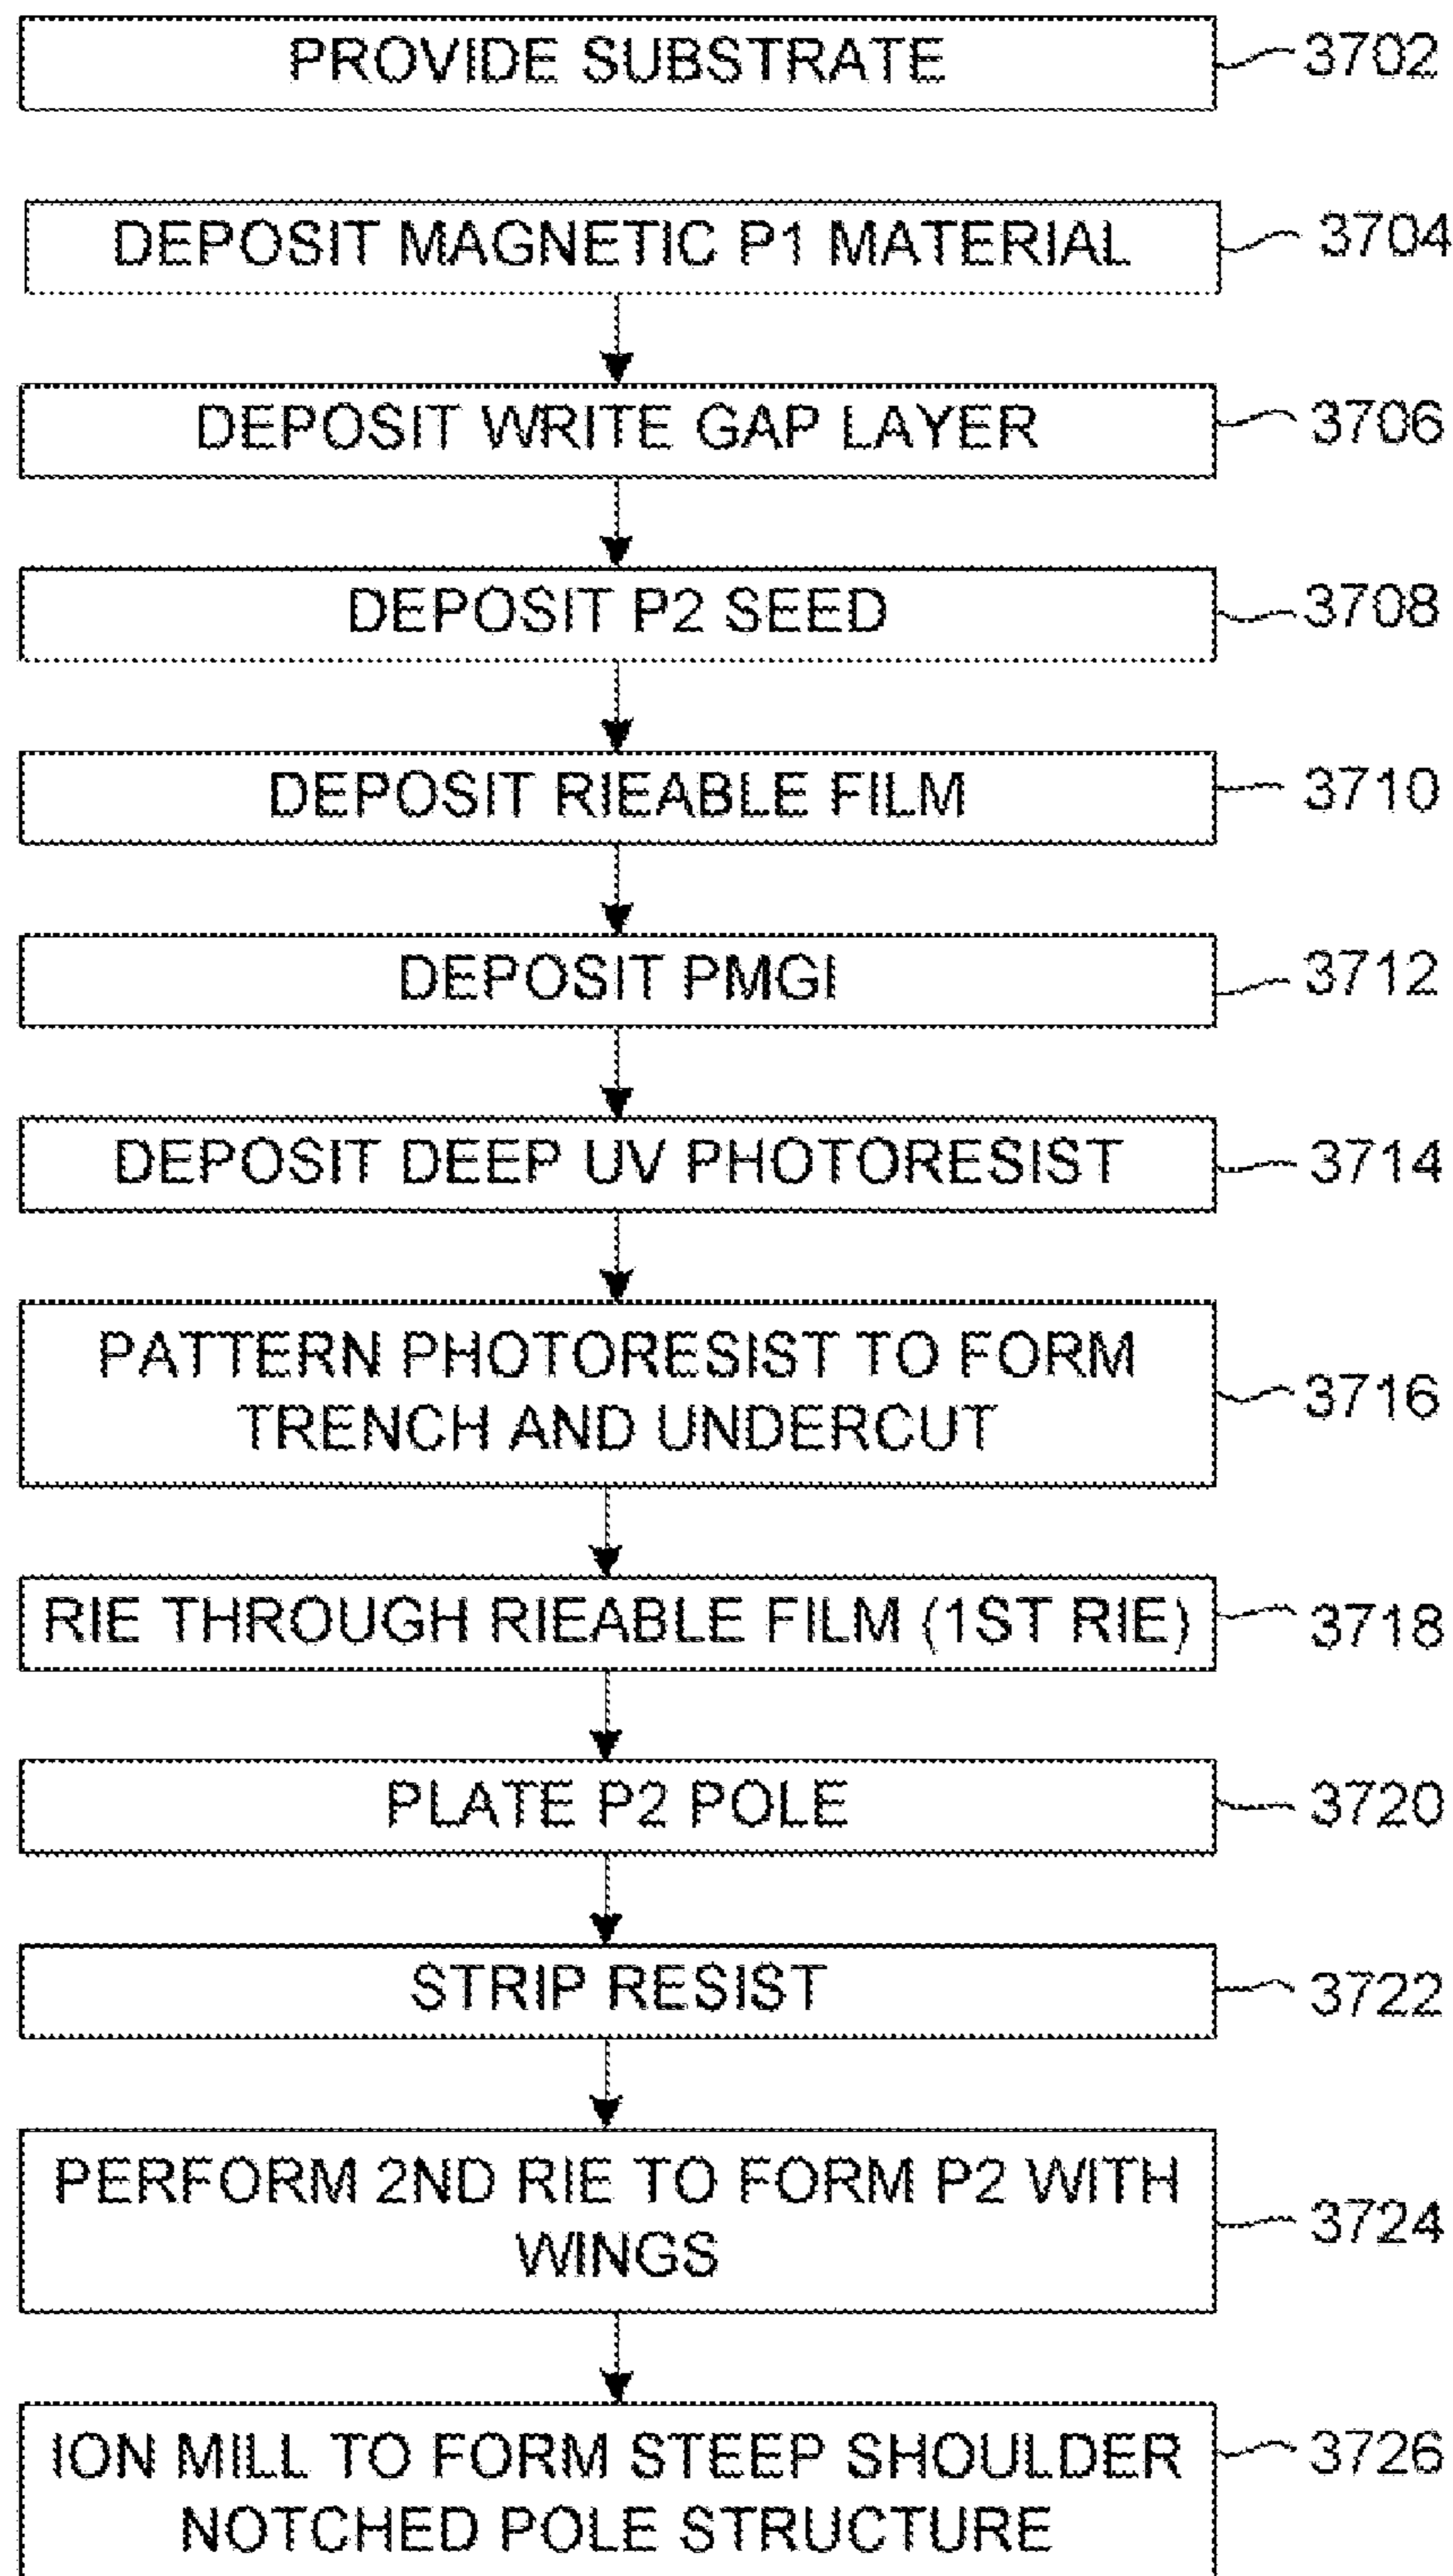 PROVIDE SUBSTRATE 3702
DEPOSIT MAGNETIC P1 MATERIAL 3704
DEPOSIT WRITE GAP LAYER 3706
DEPOSIT P2 SEED 3708
DEPOSIT RIEABLE FILM 3710
DEPOSIT PMGI 3712
DEPOSIT DEEP UV PHOTORESIST 3714
PATTERN PHOTORESIST TO FORM
TRENCH AND UNDERCUT 3716
RIE THROUGH RIEABLE FILM (1ST RIE) 3718
PLATE P2 POLE 3720
STRIP RESIST 3722
PERFORM 2ND RIE TO FORM P2 WITH
WINGS 3724
ION MILL TO FORM STEEP SHOULDER 3726
NOTCHED POLE STRUCTURE